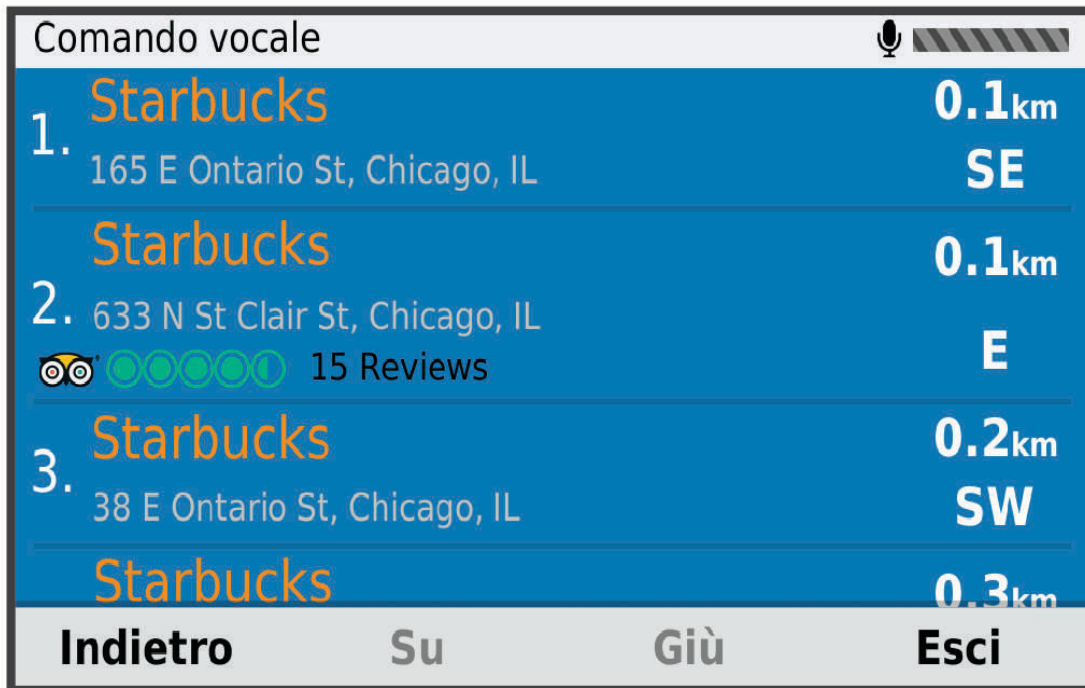 Comando vocale
1. Starbucks 0.1km
165 E Ontario St, Chicago, IL SE
2. Starbucks 0.1km
633 N St Clair St, Chicago, IL E
15 Reviews
3. Starbucks 0.2km
38 E Ontario St, Chicago, IL SW
Starbucks 0.3km
Indietro Su Giù Esci